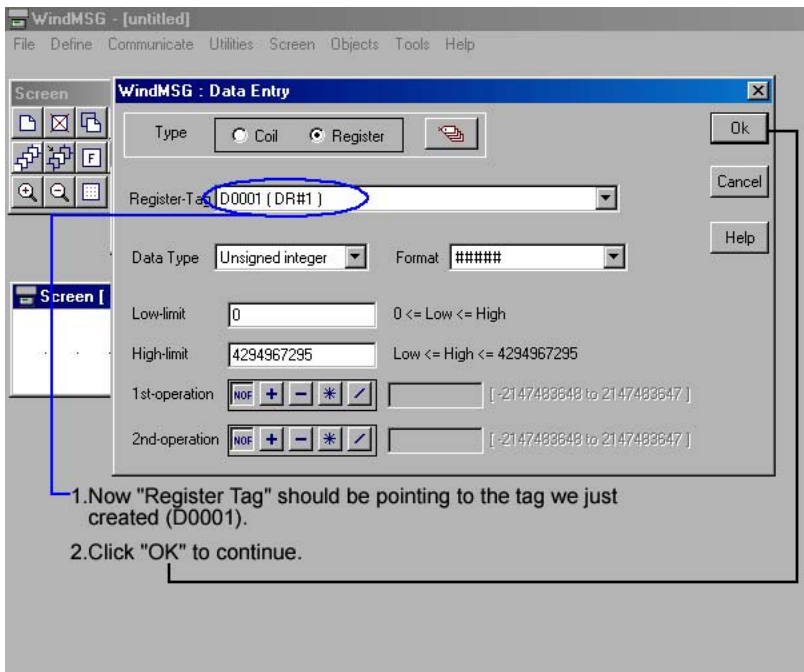 WindMSG - [untitled]
File Define Communicate Utilities Screen Objects Tools Help
Screen
F
WindMSG : Data Entry
Type
Coil
Register
Ok
Cancel
Help
Register-Tag
D0001 ( DR#1 )
Data Type
Unsigned integer
Format
#####
Screen [
Low-limit
0
0 <= Low <= High
High-limit
4294967295
Low <= High <= 4294967295
1st-operation
NOF + - * /
[ -2147483648 to 2147483647 ]
2nd-operation
NOF + - * /
[ -2147483648 to 2147483647 ]
1.Now "Register Tag" should be pointing to the tag we just
created (D0001).
2.Click "OK" to continue.